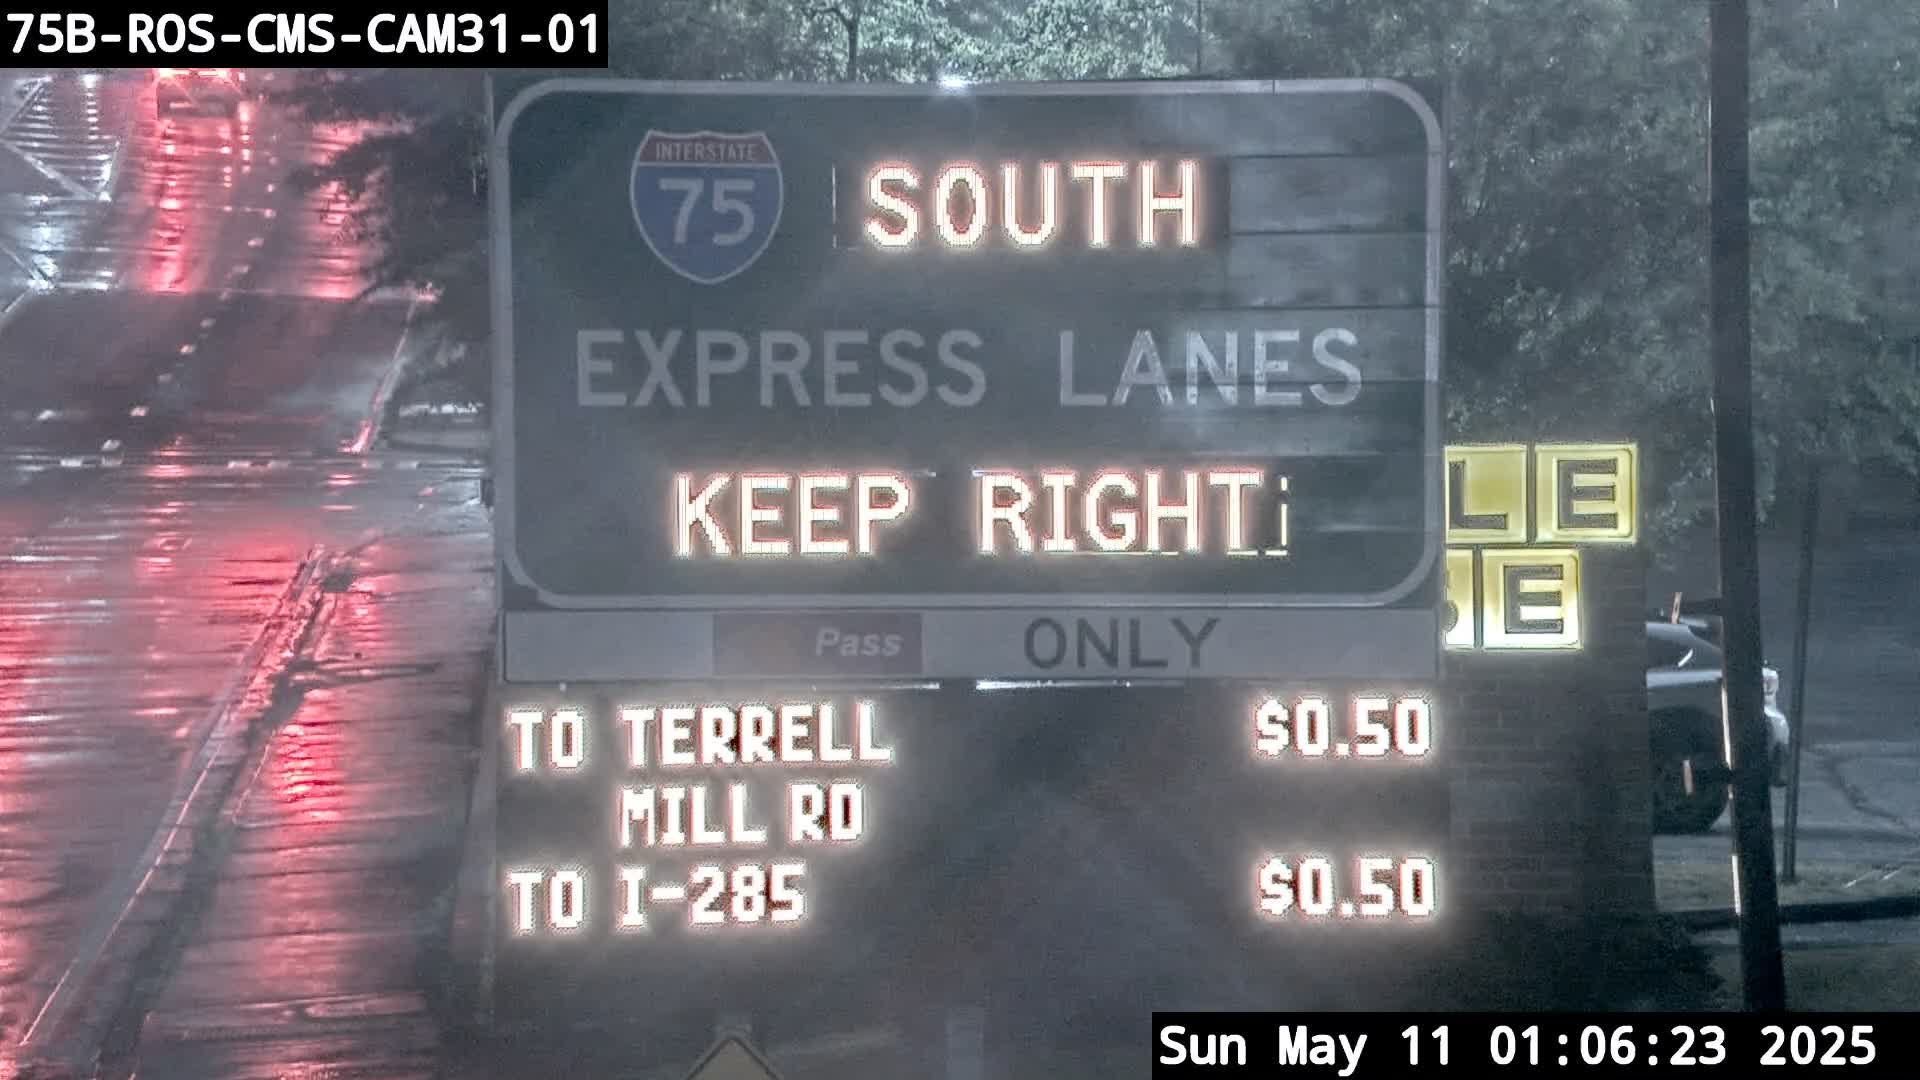 75B-ROS-CMS-CAM31-01
INTERSTATE
75
SOUTH
EXPRESS LANES
KEEP RIGHT
Pass ONLY
TO TERRELL $0.50
MILL RD
TO I-285 $0.50
LE
E
Sun May 11 01:06:23 2025